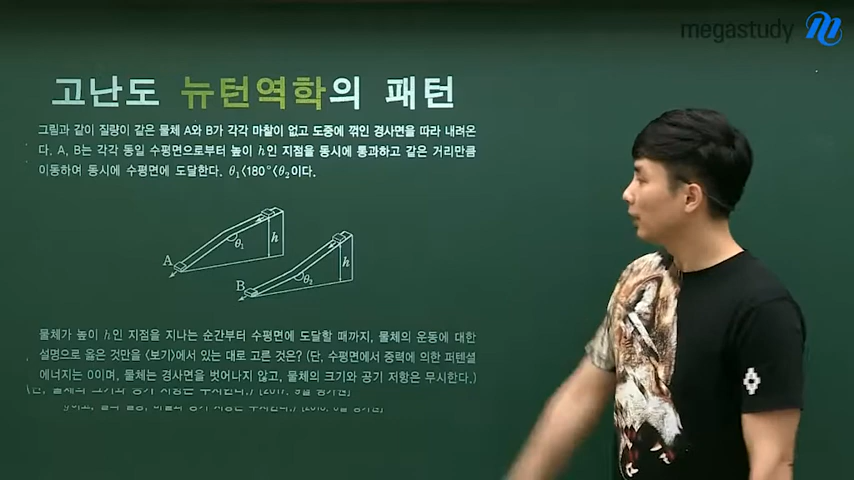 megastudy
고난도 뉴턴역학의 패턴
그림과 같이 질량이 같은 물체 A와 B가 각각 마찰이 없고 도중에 꺾인 경사면을 따라 내려온
다. A, B는 각각 동일 수평면으로부터 높이 h인 지점을 동시에 통과하고 같은 거리만큼
이동하여 동시에 수평면에 도달한다. θ₁<180°<θ₂이다.
A θ₁ h
B θ₂ h
물체가 높이 h인 지점을 지나는 순간부터 수평면에 도달할 때까지, 물체의 운동에 대한
설명으로 옳은 것만을 <보기>에서 있는 대로 고른 것은? (단, 수평면에서 중력에 의한 퍼텐셜
에너지는 0이며, 물체는 경사면을 벗어나지 않고, 물체의 크기와 공기 저항은 무시한다.)